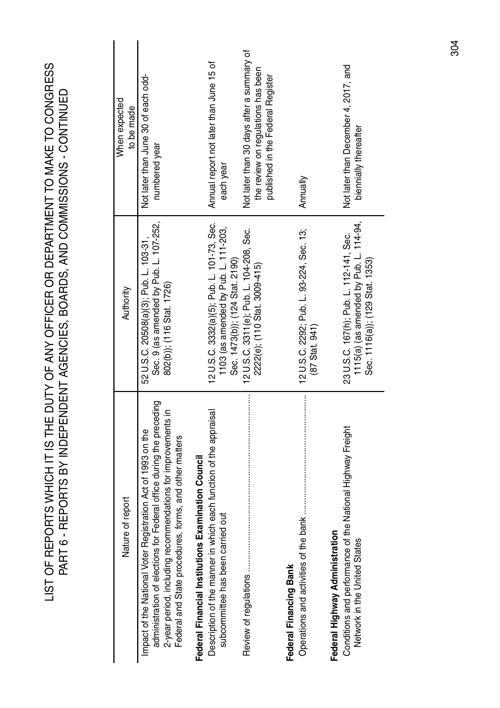 LIST OF REPORTS WHICH IT IS THE DUTY OF ANY OFFICER OR DEPARTMENT TO MAKE TO CONGRESS
PART 6 - REPORTS BY INDEPENDENT AGENCIES, BOARDS, AND COMMISSIONS - CONTINUED
Nature of report
Authority
When expected
to be made
Impact of the National Voter Registration Act of 1993 on the
administration of elections for Federal office during the preceding
2-year period, including recommendations for improvements in
Federal and State procedures, forms, and other matters
52 U.S.C. 20508(a)(3); Pub. L. 103-31,
Sec. 9 (as amended by Pub. L. 107-252,
802(b)); (116 Stat. 1726)
Not later than June 30 of each odd-
numbered year
Federal Financial Institutions Examination Council
Description of the manner in which each function of the appraisal
subcommittee has been carried out
12 U.S.C. 3332(a)(5); Pub. L. 101-73, Sec.
1103 (as amended by Pub. L. 111-203,
Sec. 1473(b)); (124 Stat. 2190)
Annual report not later than June 15 of
each year
Review of regulations
12 U.S.C. 3311(e); Pub. L. 104-208, Sec.
2222(e); (110 Stat. 3009-415)
Not later than 30 days after a summary of
the review on regulations has been
published in the Federal Register
Federal Financing Bank
Operations and activities of the bank
12 U.S.C. 2292; Pub. L. 93-224, Sec. 13;
(87 Stat. 941)
Annually
Federal Highway Administration
Conditions and performance of the National Highway Freight
Network in the United States
23 U.S.C. 167(h); Pub. L. 112-141, Sec.
1115(a) (as amended by Pub. L. 114-94,
Sec. 1116(a)); (129 Stat. 1353)
Not later than December 4, 2017, and
biennially thereafter
304